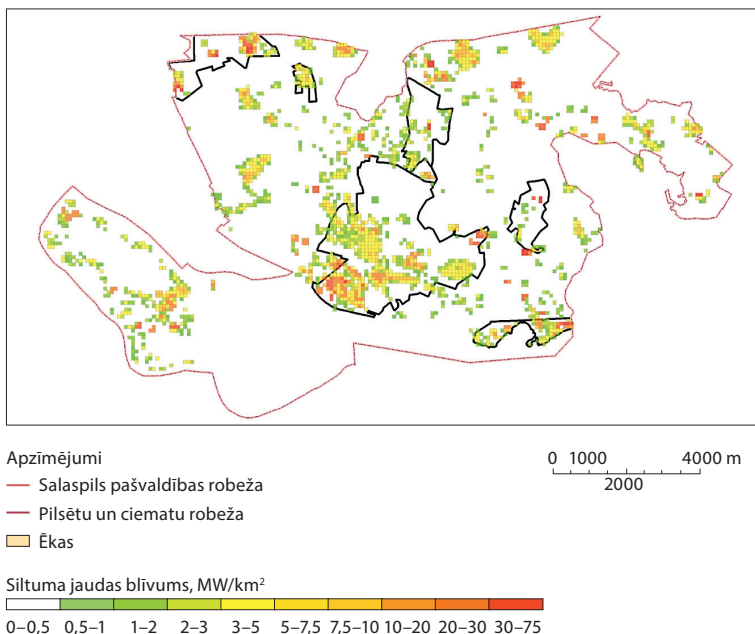 Apzīmējumi
Salaspils pašvaldības robeža
Pilsētu un ciematu robeža
Ēkas
0 1000 4000 m
2000
Siltuma jaudas blīvums, MW/km²
0–0,5 0,5–1 1–2 2–3 3–5 5–7,5 7,5–10 10–20 20–30 30–75